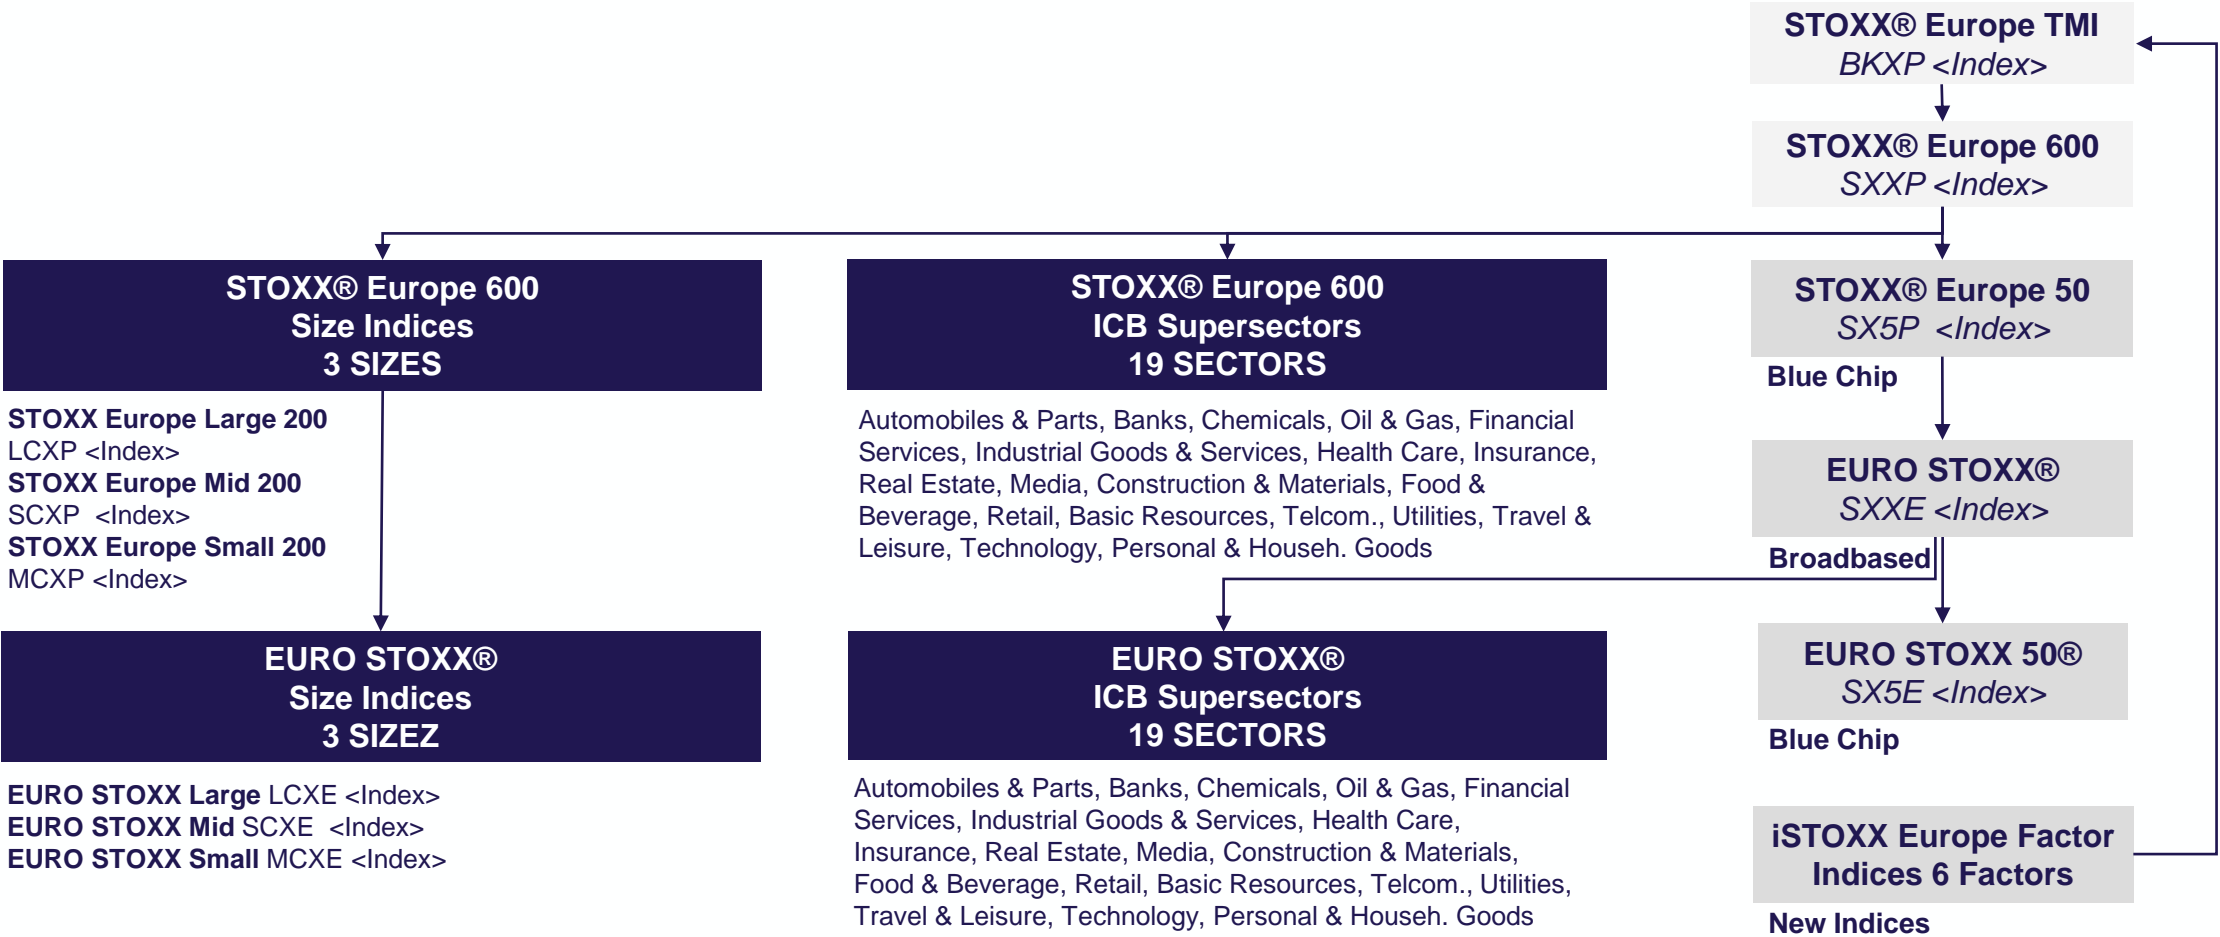 STOXX® Europe TMI
BKXP <Index>
STOXX® Europe 600
SXXP <Index>
STOXX® Europe 600
Size Indices
3 SIZES
STOXX Europe Large 200
LCXP <Index>
STOXX Europe Mid 200
SCXP <Index>
STOXX Europe Small 200
MCXP <Index>
STOXX® Europe 600
ICB Supersectors
19 SECTORS
Automobiles & Parts, Banks, Chemicals, Oil & Gas, Financial
Services, Industrial Goods & Services, Health Care, Insurance,
Real Estate, Media, Construction & Materials, Food &
Beverage, Retail, Basic Resources, Telcom., Utilities, Travel &
Leisure, Technology, Personal & Househ. Goods
STOXX® Europe 50
SX5P <Index>
Blue Chip
EURO STOXX®
SXXE <Index>
Broadbased
EURO STOXX®
Size Indices
3 SIZEZ
EURO STOXX Large LCXE <Index>
EURO STOXX Mid SCXE <Index>
EURO STOXX Small MCXE <Index>
EURO STOXX®
ICB Supersectors
19 SECTORS
Automobiles & Parts, Banks, Chemicals, Oil & Gas, Financial
Services, Industrial Goods & Services, Health Care,
Insurance, Real Estate, Media, Construction & Materials,
Food & Beverage, Retail, Basic Resources, Telcom., Utilities,
Travel & Leisure, Technology, Personal & Househ. Goods
EURO STOXX 50®
SX5E <Index>
Blue Chip
iSTOXX Europe Factor
Indices 6 Factors
New Indices